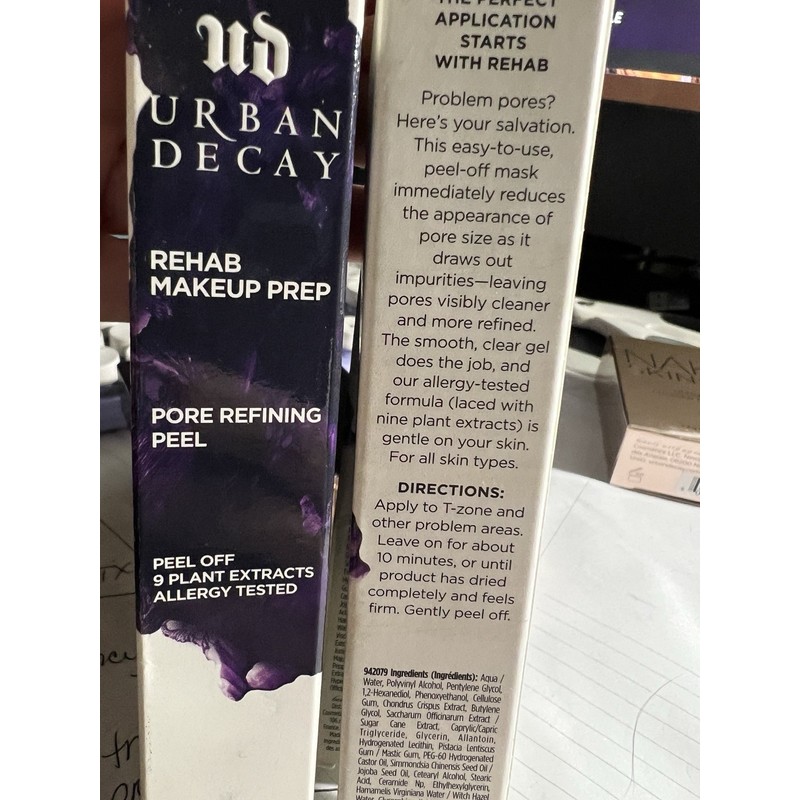 ud
URBAN
DECAY
REHAB
MAKEUP PREP
PORE REFINING
PEEL
PEEL OFF
9 PLANT EXTRACTS
ALLERGY TESTED
THE PERFECT
APPLICATION
STARTS
WITH REHAB
Problem pores?
Here's your salvation.
This easy-to-use,
peel-off mask
immediately reduces
the appearance of
pore size as it
draws out
impurities—leaving
pores visibly cleaner
and more refined.
The smooth, clear gel
does the job, and
our allergy-tested
formula (laced with
nine plant extracts) is
gentle on your skin.
For all skin types.
DIRECTIONS:
Apply to T-zone and
other problem areas.
Leave on for about
10 minutes, or until
product has dried
completely and feels
firm. Gently peel off.
942079 Ingredients (Ingrédients): Aqua /
Water, Polyvinyl Alcohol, Pentylene Glycol,
1,2-Hexanediol, Phenoxyethanol, Cellulose
Gum, Chondrus Crispus Extract, Butylene
Glycol, Saccharum Officinarum Extract /
Sugar Cane Extract, Caprylic/Capric
Triglyceride, Glycerin, Allantoin,
Hydrogenated Lecithin, Pistacia Lentiscus
Gum / Mastic Gum, PEG-60 Hydrogenated
Castor Oil, Simmondsia Chinensis Seed Oil /
Jojoba Seed Oil, Cetearyl Alcohol, Stearic
Acid, Ceramide Np, Ethylhexylglycerin,
Hamamelis Virginiana Water / Witch Hazel